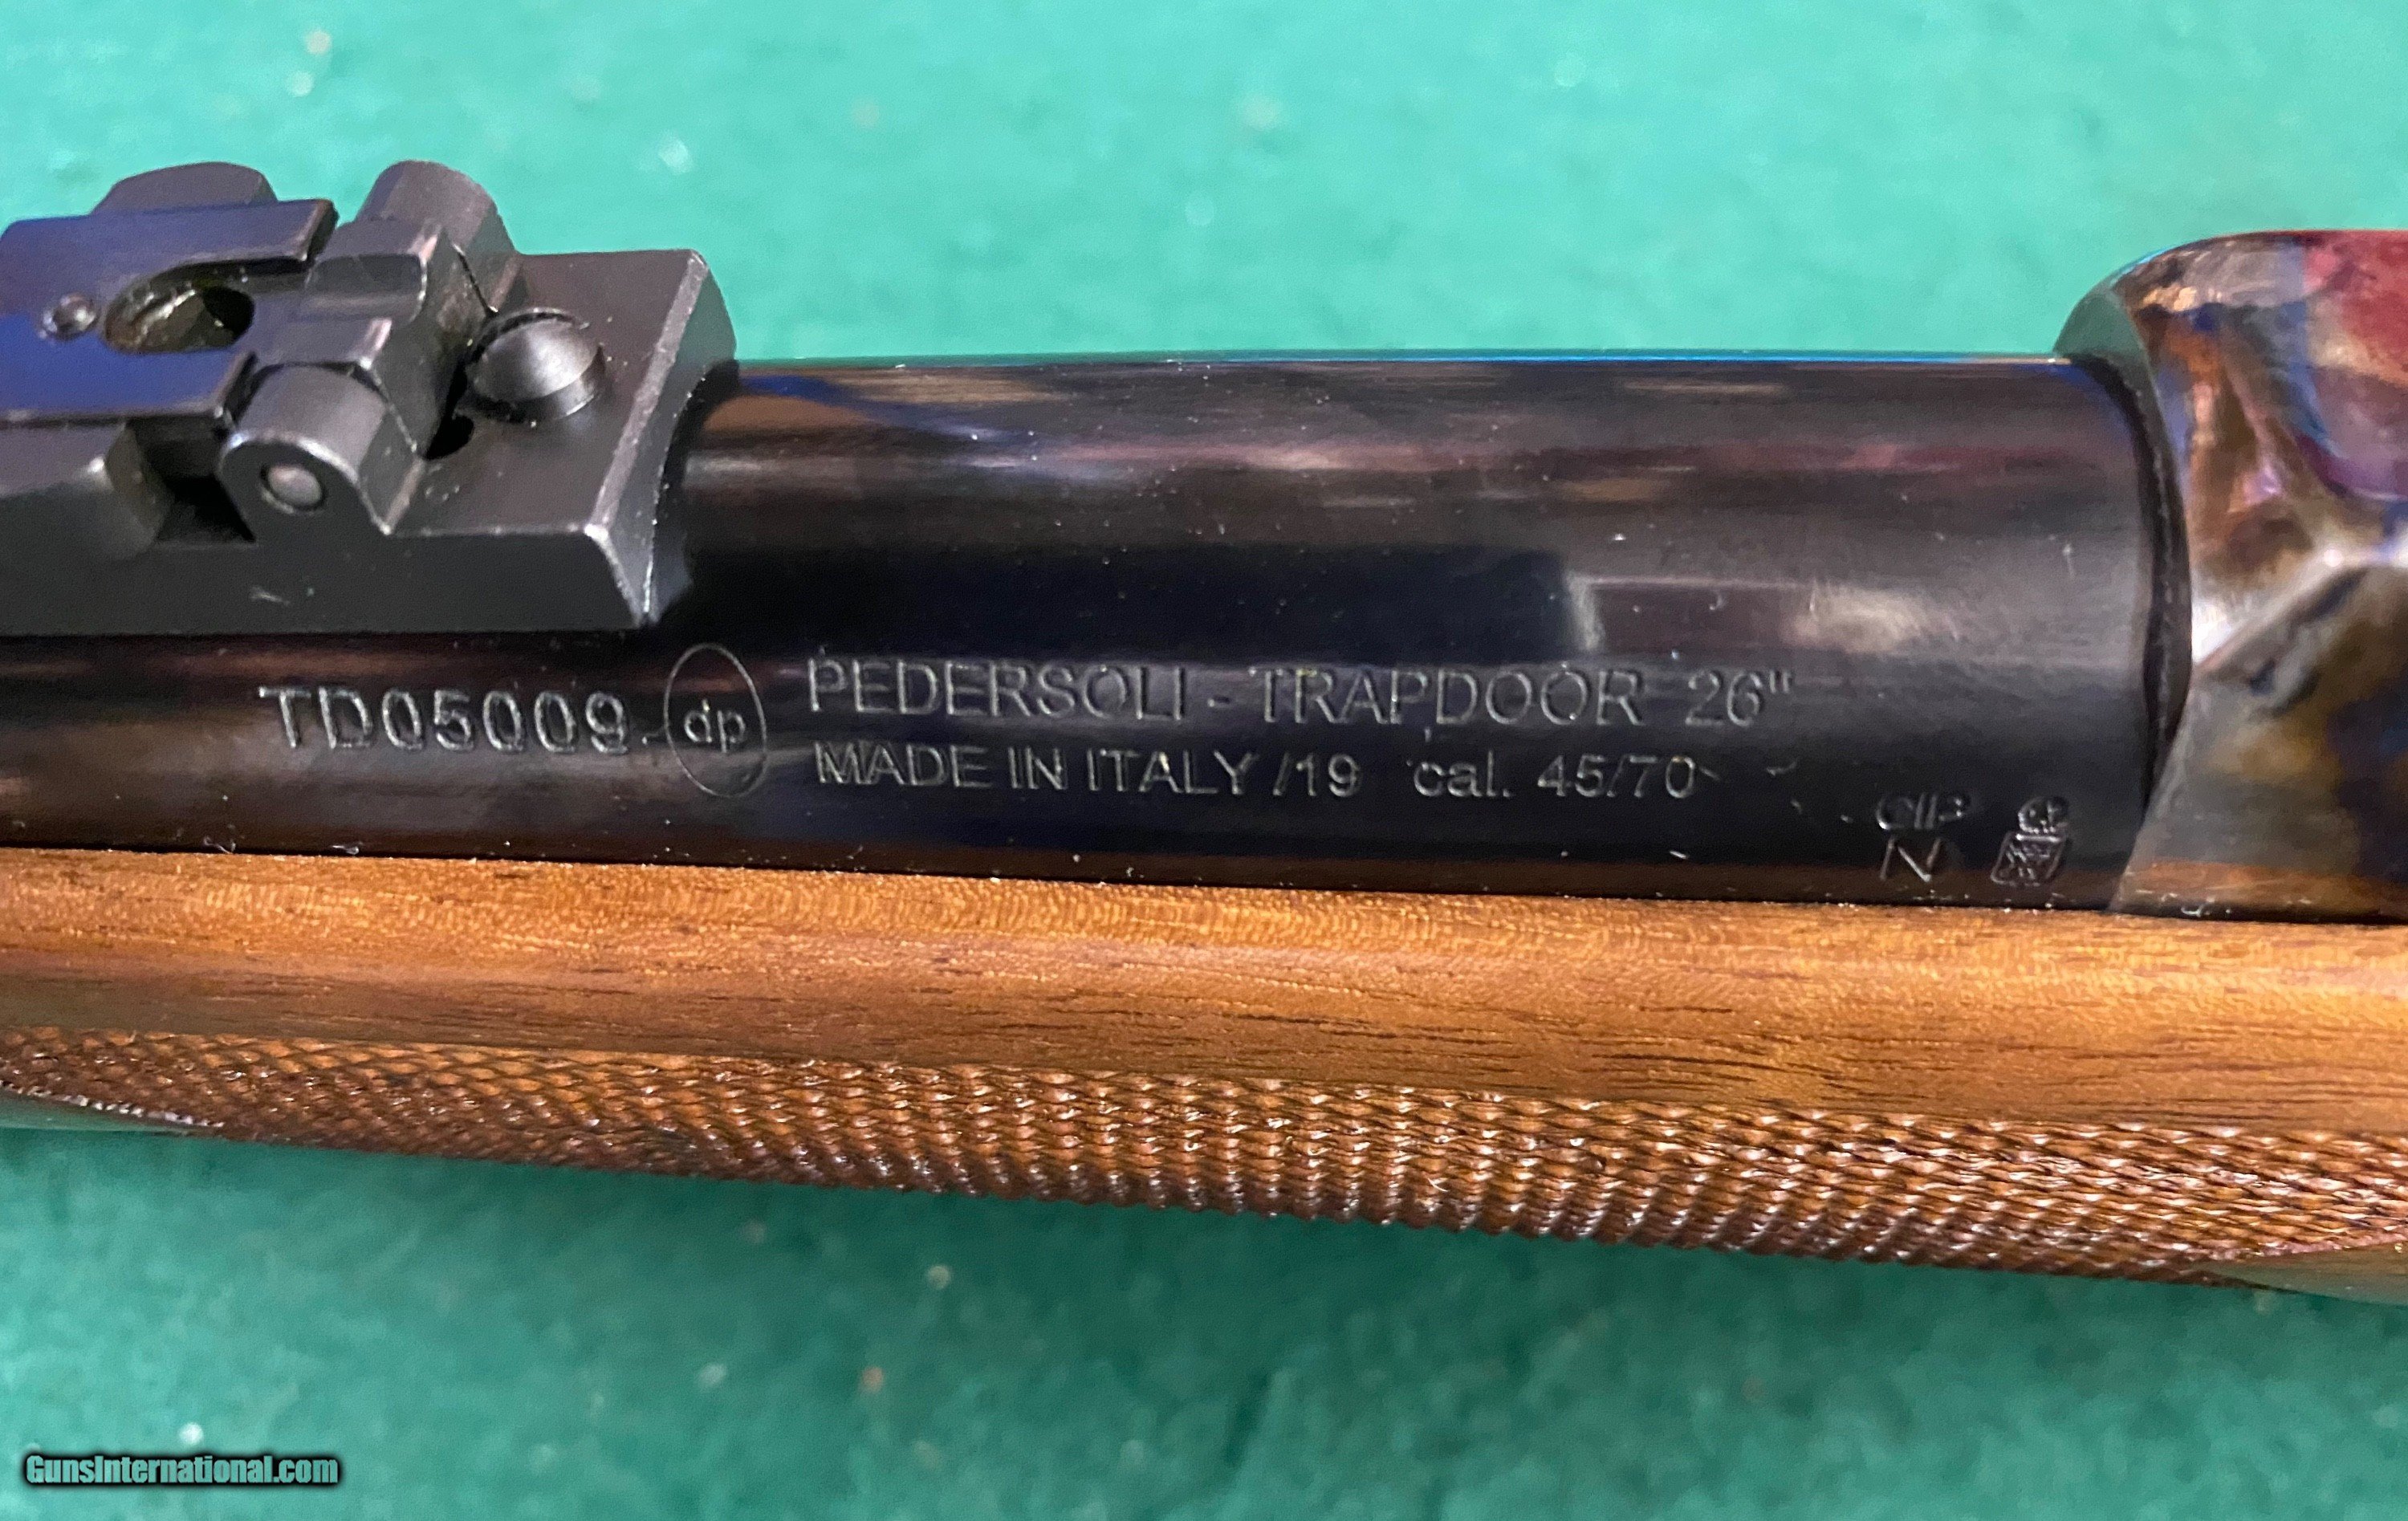 TD05009 dp PEDERSOLI - TRAPDOOR 26"
MADE IN ITALY /19 cal. 45/70
CIP
N
GunsInternational.com